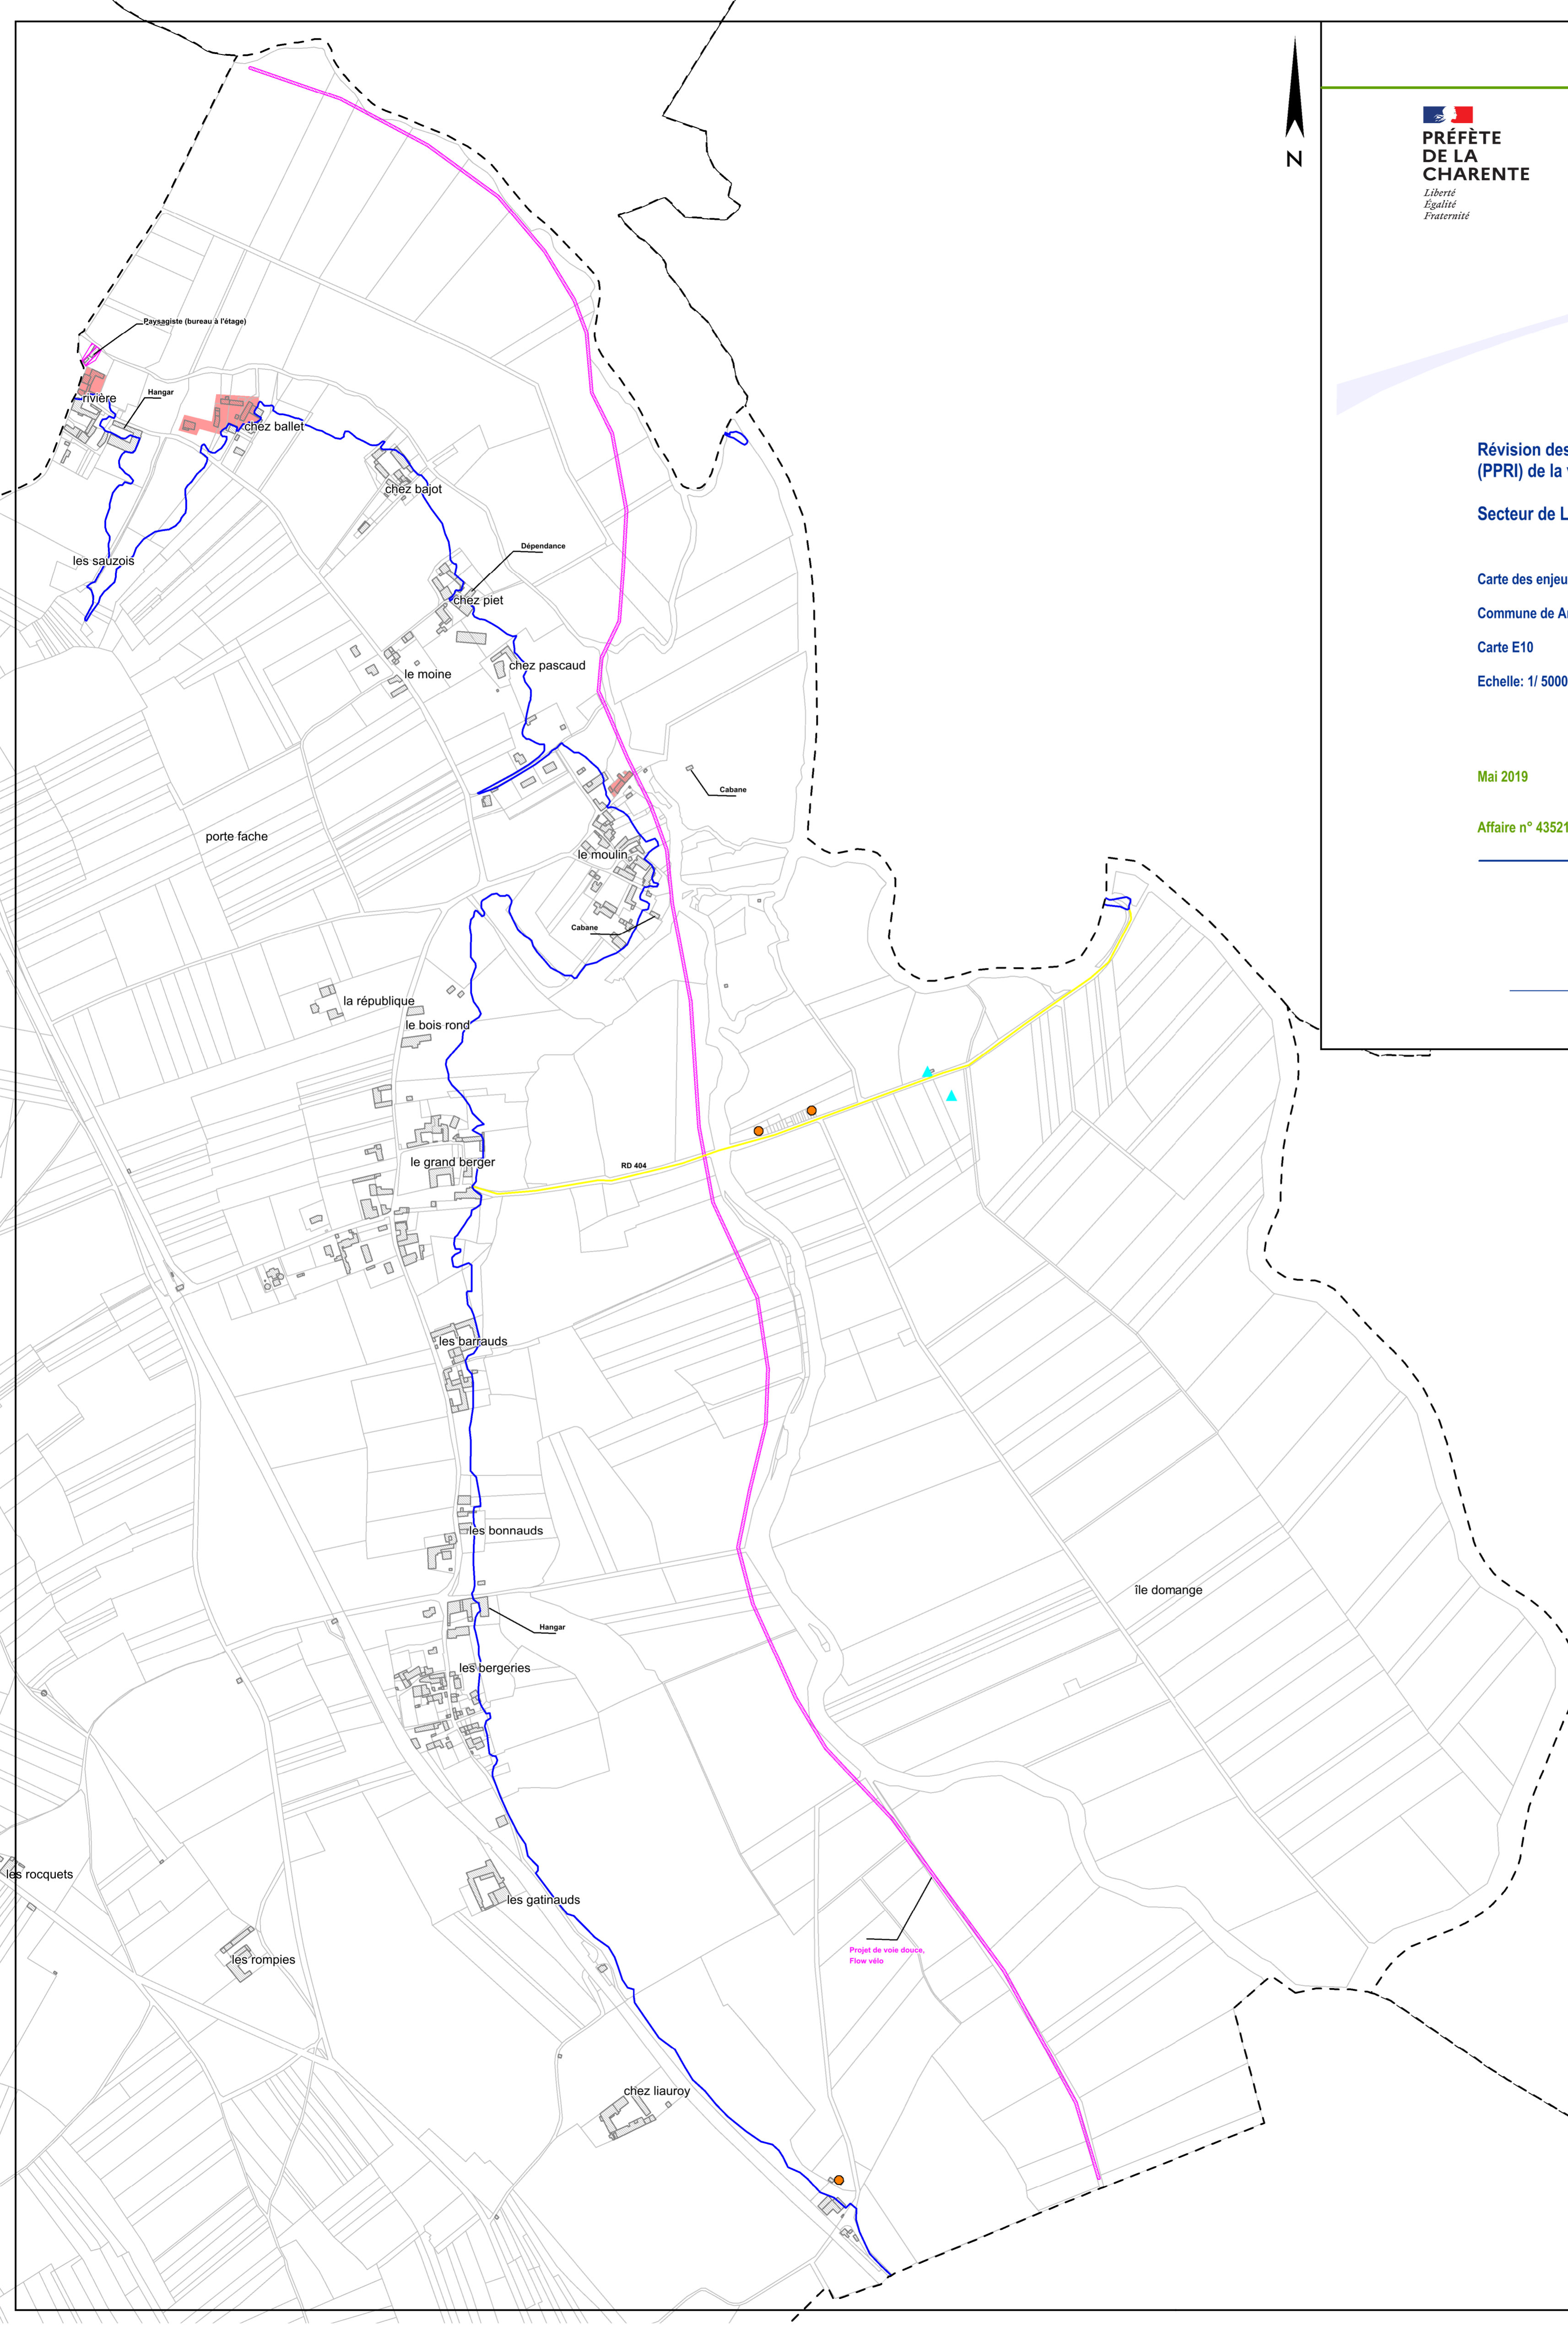 N
PRÉFÈTE
DE LA
CHARENTE
Liberté
Égalité
Fraternité
Révision des
(PPRI) de la
Secteur de L
Carte des enjeu
Commune de A
Carte E10
Echelle: 1/ 5000
Mai 2019
Affaire n° 43521
Paysagiste (bureau à l'étage)
rivière
Hangar
chez ballet
chez bajot
les sauzois
Dépendance
chez piet
le moine
chez pascaud
Cabane
porte fache
le moulin
Cabane
la république
le bois rond
le grand berger
RD 404
les barrauds
les bonnauds
île domange
Hangar
les bergeries
les rocquets
les gatinauds
les rompies
Projet de voie douce,
Flow vélo
chez liauroy